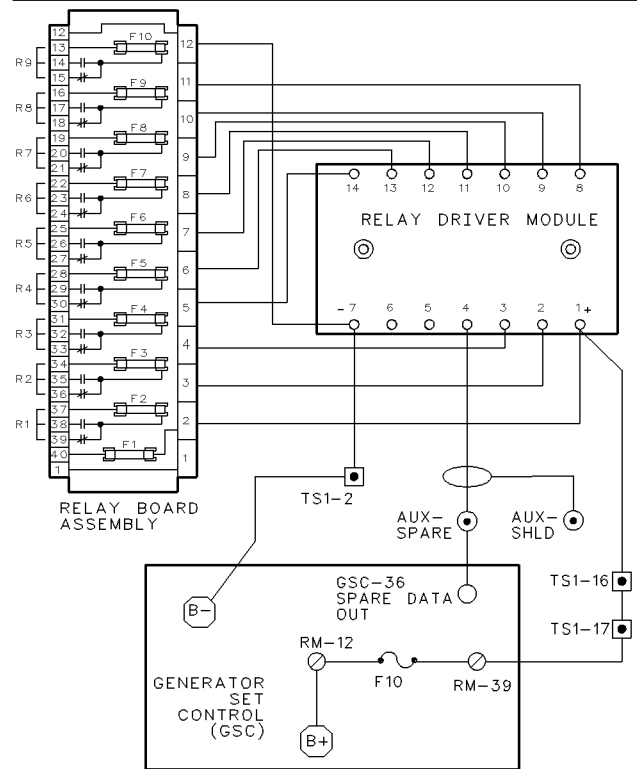 12
F10
R9
13
14
15
F9
R8
16
17
18
F8
R7
19
20
21
F7
R6
22
23
24
F6
R5
25
26
27
F5
R4
28
29
30
F4
R3
31
32
33
F3
R2
34
35
36
F2
R1
37
38
39
F1
40
1
12
11
10
9
8
7
6
5
4
3
2
1
RELAY BOARD
ASSEMBLY
14 13 12 11 10 9 8
RELAY DRIVER MODULE
- 7 6 5 4 3 2 1 +
TS1-2
AUX-
SPARE
AUX-
SHLD
TS1-16
TS1-17
B-
GSC-36
SPARE DATA
OUT
RM-12
F10
RM-39
GENERATOR
SET
CONTROL
(GSC)
B+